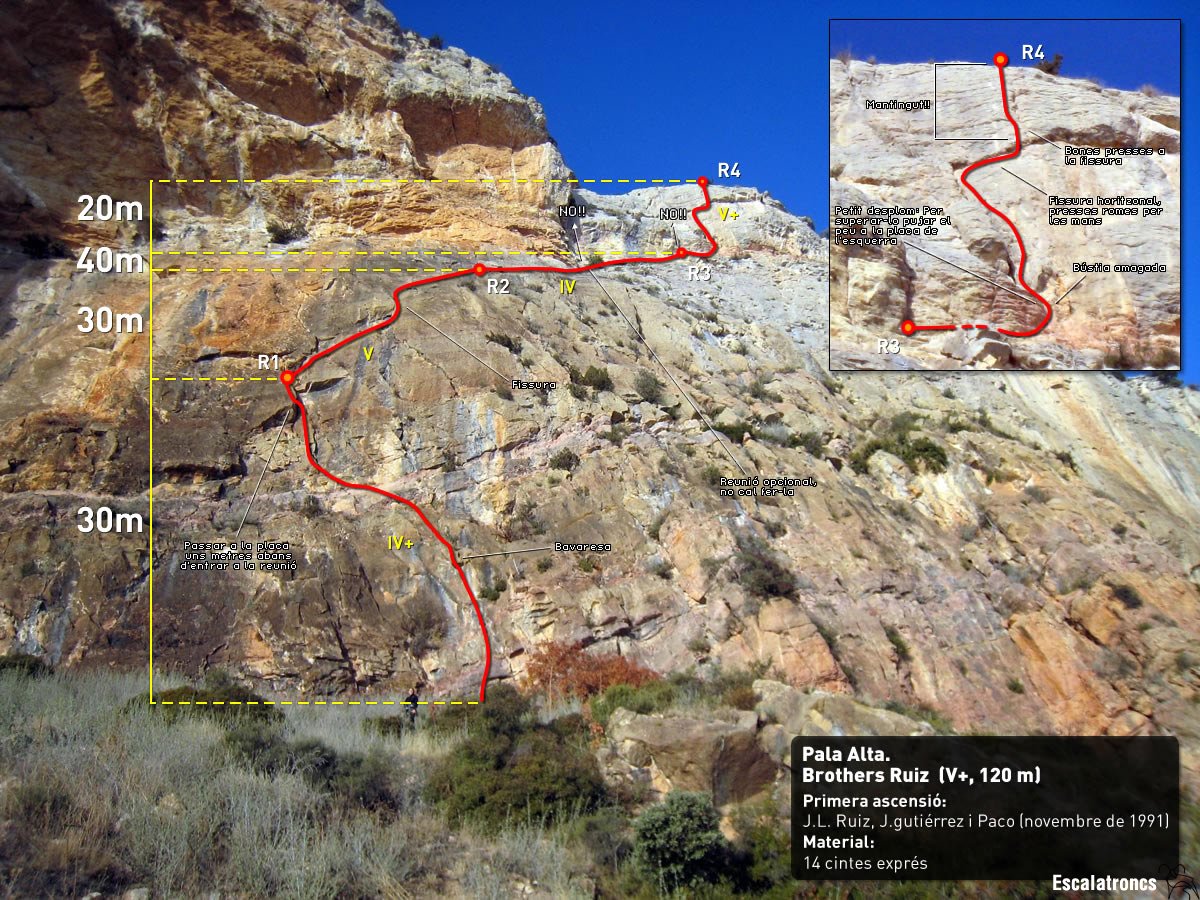 R4
Mantingut!!
Bones presses a
la fissura
Fissura horitzonal,
presses romes per
les mans
Petit desplom: Per
superar-lo pujar el
peu a la placa de
l'esquerra
Bústia amagada
R3
R4
20m
NO!!
NO!!
V+
40m
R3
R2
IV
30m
R1
V
Fissura
Reunió opcional,
no cal fer-la
30m
IV+
Bavaresa
Passar a la placa
uns metres abans
d'entrar a la reunió
Pala Alta.
Brothers Ruiz (V+, 120 m)
Primera ascensió:
J.L. Ruiz, J.gutiérrez i Paco (novembre de 1991)
Material:
14 cintes exprés
Escalatroncs